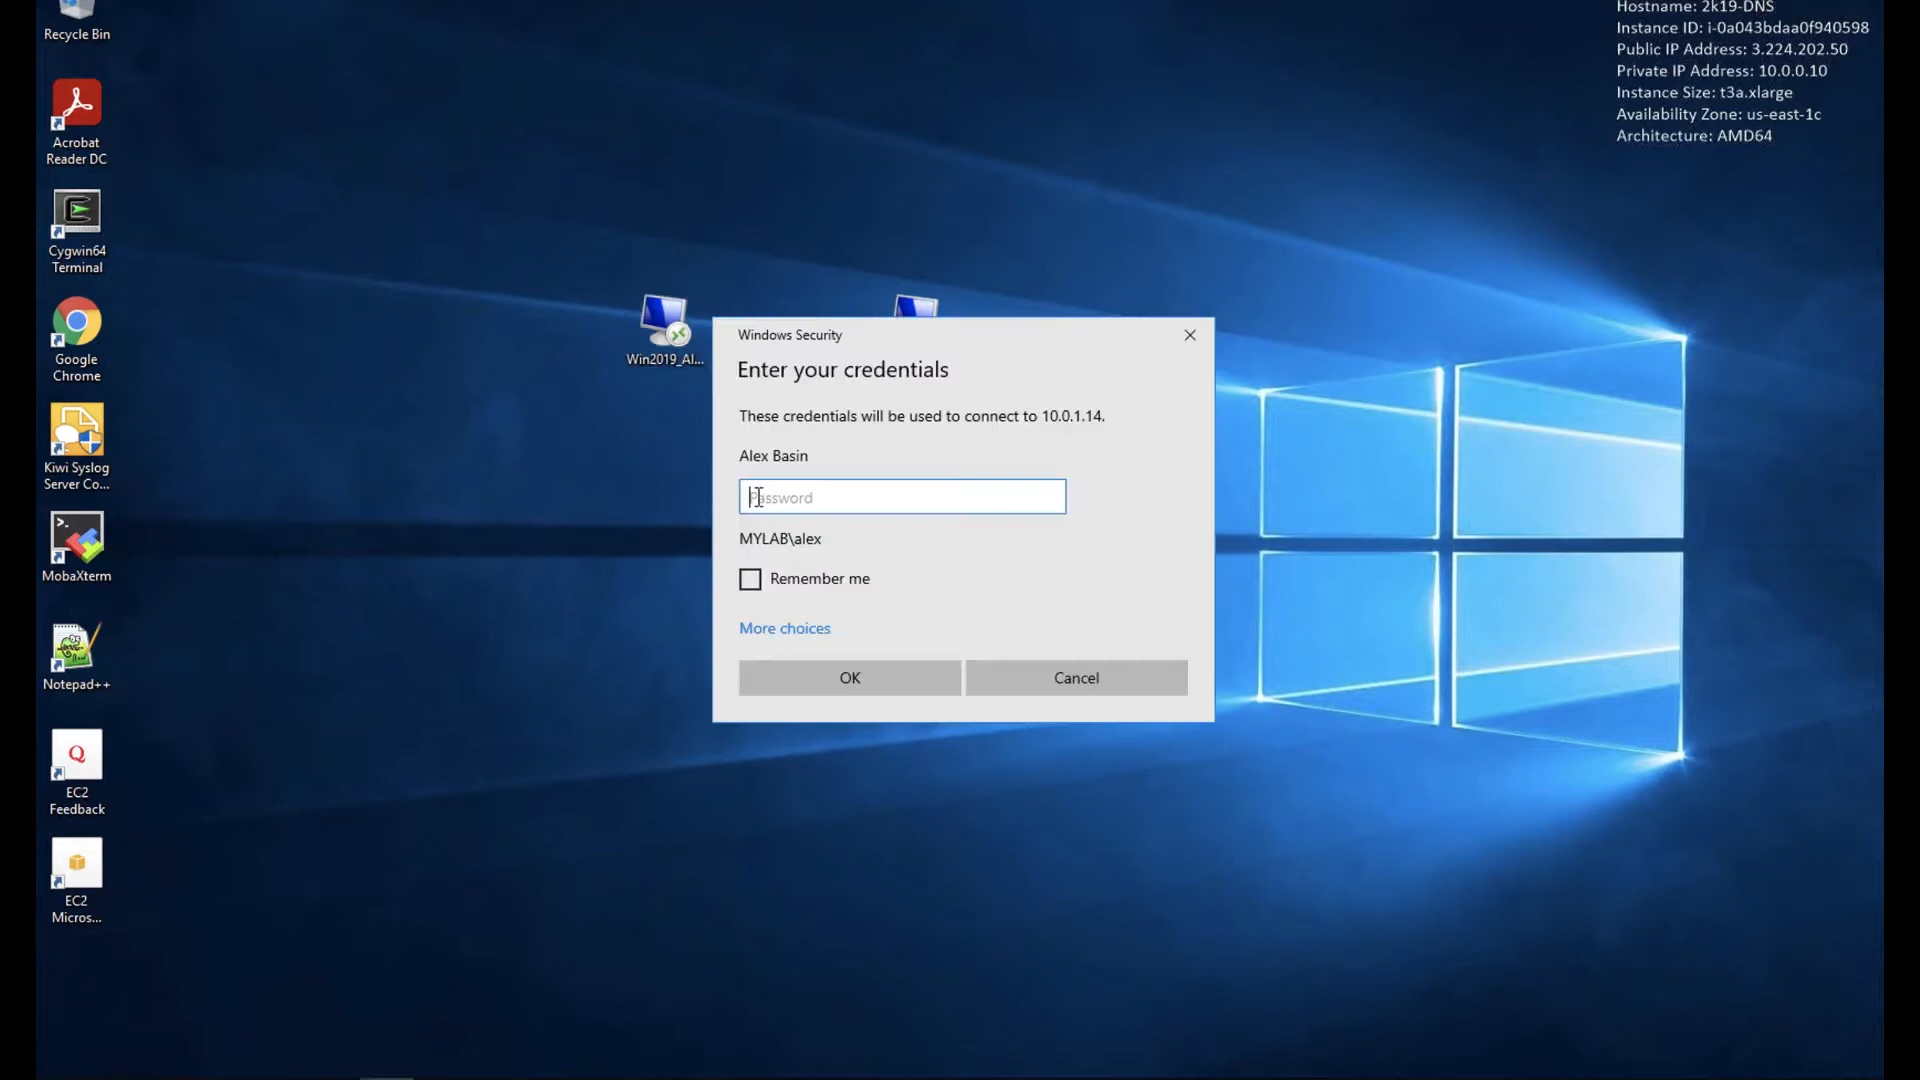 Recycle Bin
Acrobat
Reader DC
Cygwin64
Terminal
Google
Chrome
Kiwi Syslog
Server Co...
MobaXterm
Notepad++
EC2
Feedback
EC2
Micros...
Win2019_Al...
Hostname: 2k19-DNS
Instance ID: i-0a043bdaa0f940598
Public IP Address: 3.224.202.50
Private IP Address: 10.0.0.10
Instance Size: t3a.xlarge
Availability Zone: us-east-1c
Architecture: AMD64
Windows Security
Enter your credentials
These credentials will be used to connect to 10.0.1.14.
Alex Basin
Password
MYLAB\alex
Remember me
More choices
OK
Cancel